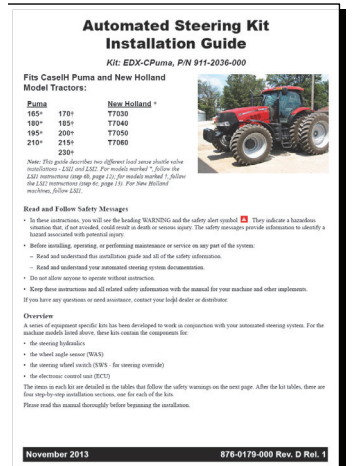 Automated Steering Kit
Installation Guide
Kit: EDX-CPuma, P/N 911-2036-000
Fits CaseIH Puma and New Holland
Model Tractors:
Puma New Holland *
165* 170† T7030
180* 185† T7040
195* 200† T7050
210* 215† T7060
230†
Note: This guide describes two different load sense shuttle valve
installations - LSI1 and LSI2. For models marked *, follow the
LSI1 instructions (step 6b, page 12); for models marked †, follow
the LSI2 instructions (step 6c, page 13). For New Holland
machines, follow LSI1.
Read and Follow Safety Messages
• In these instructions, you will see the heading WARNING and the safety alert symbol . They indicate a hazardous
situation that, if not avoided, could result in death or serious injury. The safety messages provide information to identify a
hazard associated with potential injury.
• Before installing, operating, or performing maintenance or service on any part of the system:
– Read and understand this installation guide and all of the safety information.
– Read and understand your automated steering system documentation.
• Do not allow anyone to operate without instruction.
• Keep these instructions and all related safety information with the manual for your machine and other implements.
If you have any questions or need assistance, contact your local dealer or distributor.
Overview
A series of equipment specific kits has been developed to work in conjunction with your automated steering system. For the
machine models listed above, these kits contain the components for:
• the steering hydraulics
• the wheel angle sensor (WAS)
• the steering wheel switch (SWS - for steering override)
• the electronic control unit (ECU)
The items in each kit are detailed in the tables that follow the safety warnings on the next page. After the kit tables, there are
four step-by-step installation sections, one for each of the kits.
Please read this manual thoroughly before beginning the installation.
November 2013 876-0179-000 Rev. D Rel. 1